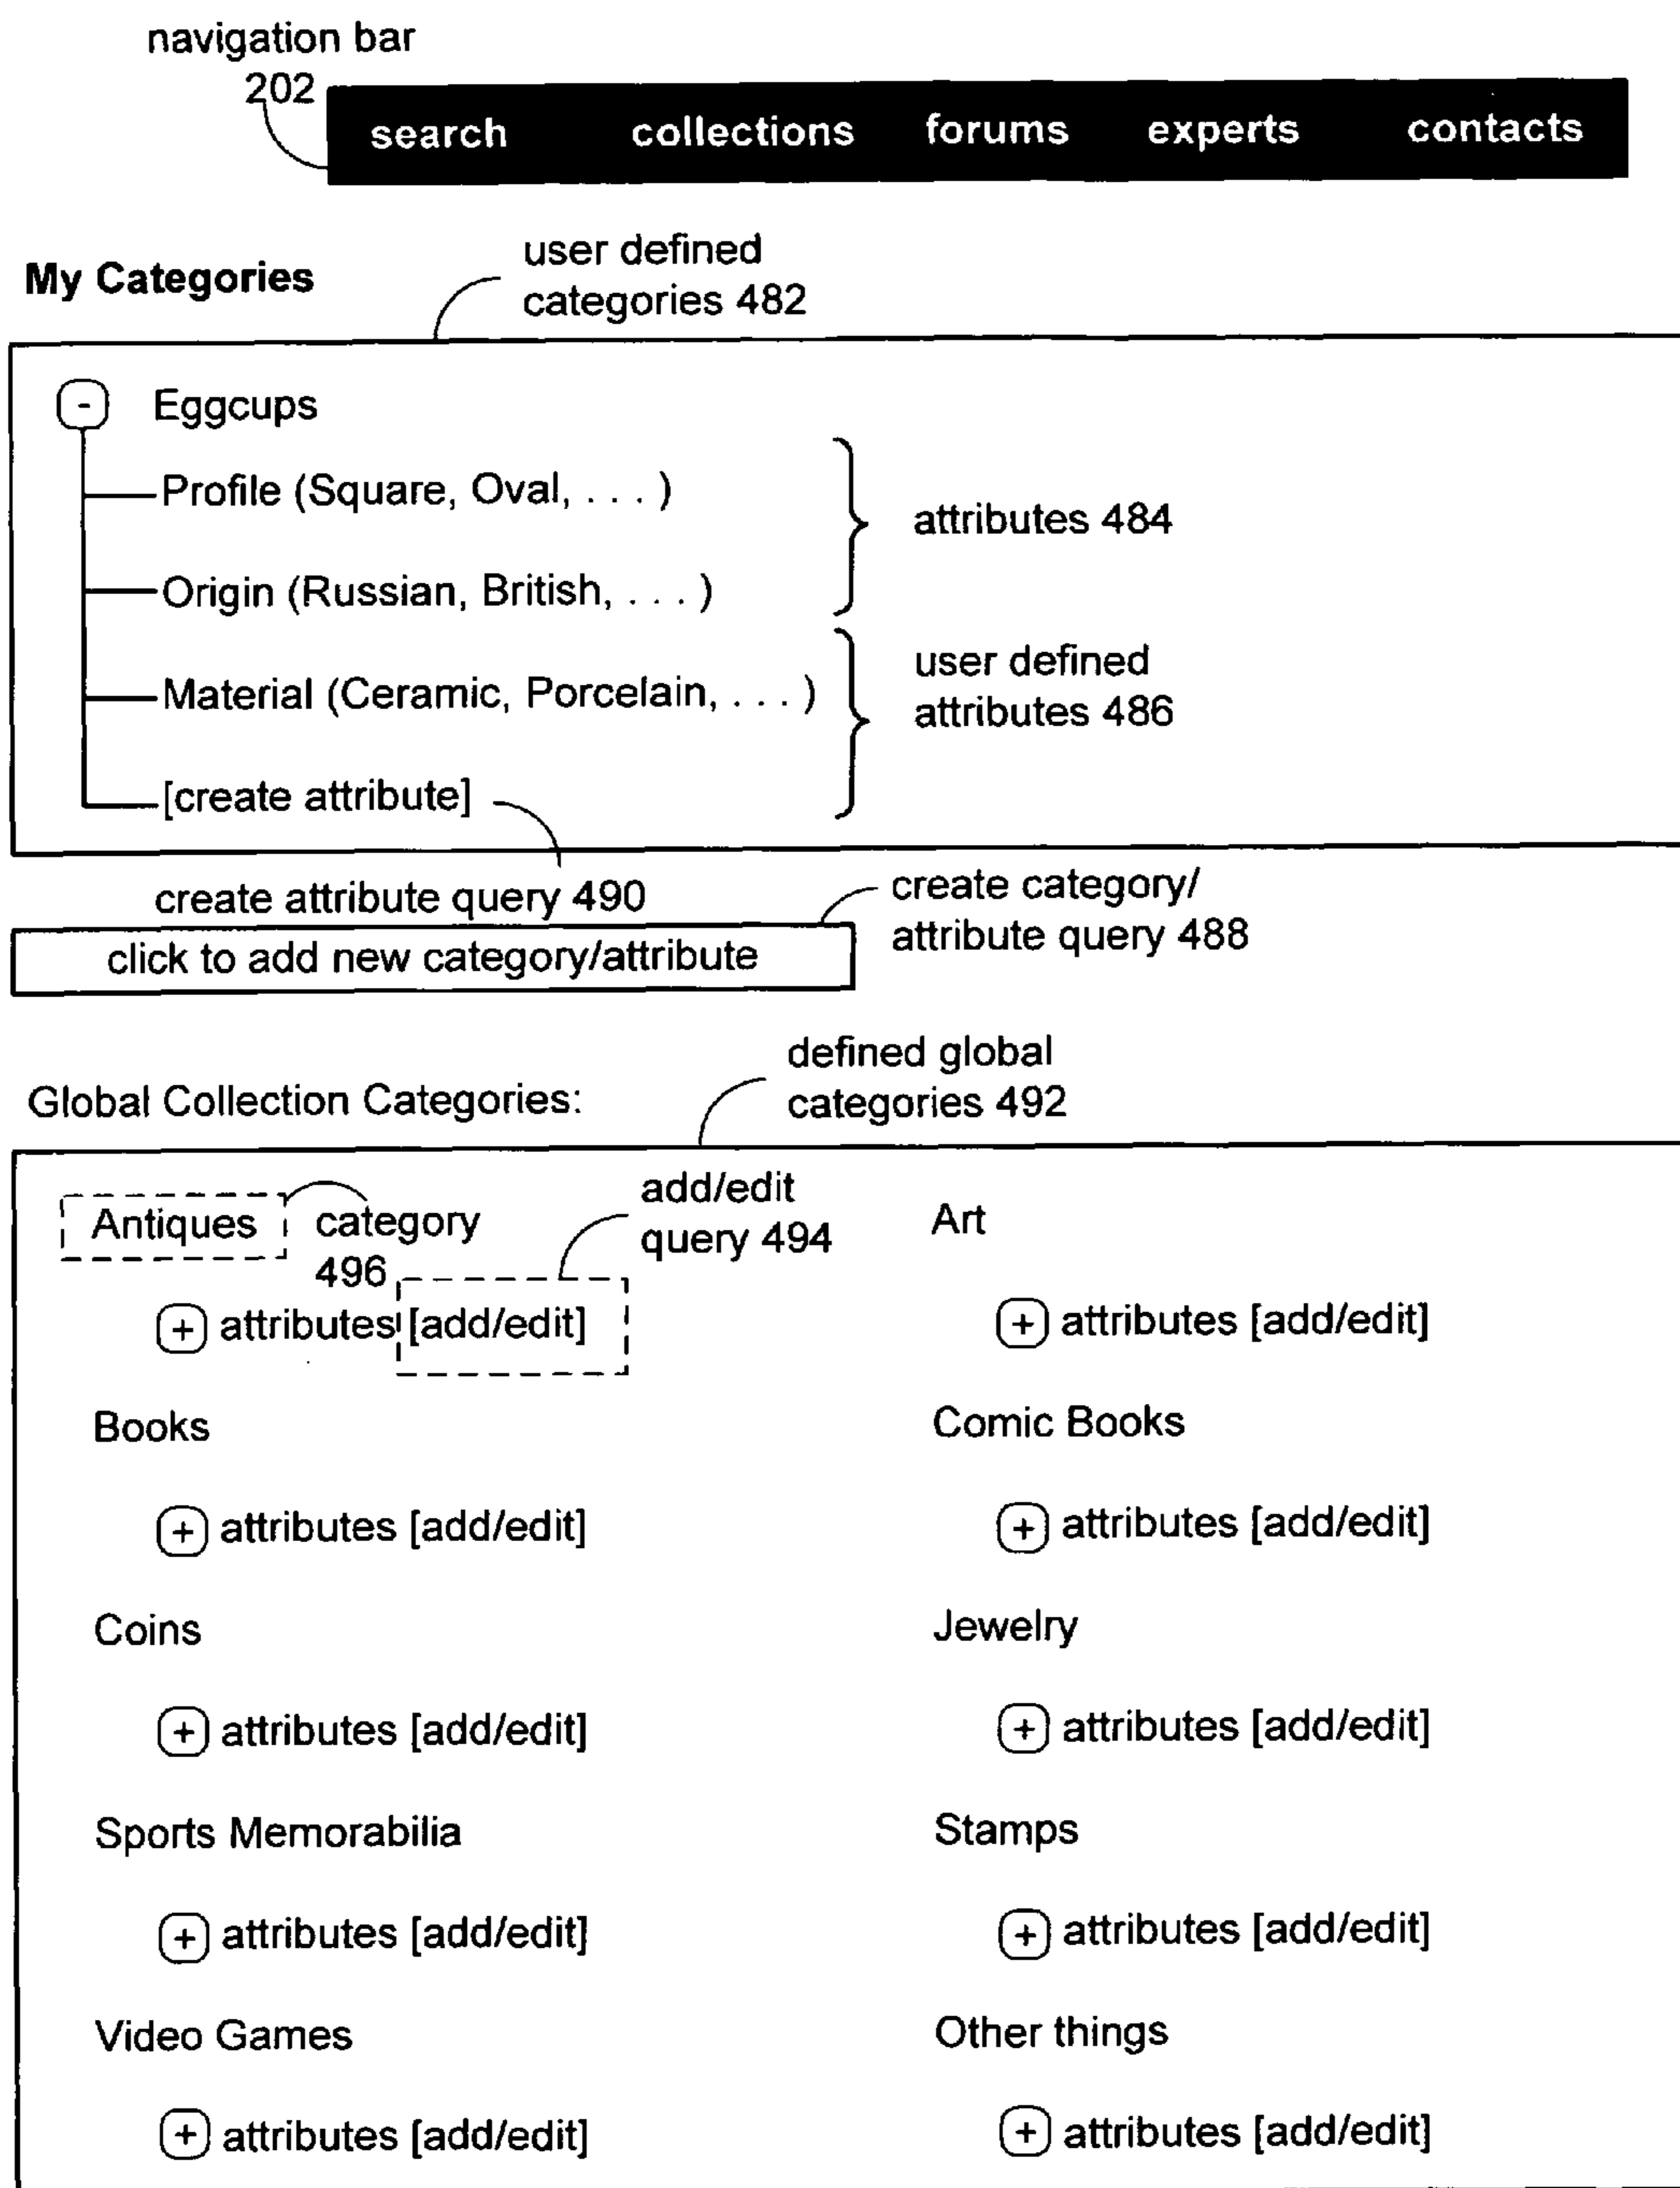 navigation bar
202
search collections forums experts contacts
My Categories
user defined
categories 482
- Eggcups
Profile (Square, Oval, . . . )
attributes 484
Origin (Russian, British, . . . )
user defined
attributes 486
Material (Ceramic, Porcelain, . . . )
[create attribute]
create attribute query 490
create category/
attribute query 488
click to add new category/attribute
defined global
categories 492
Global Collection Categories:
Antiques
category
496
add/edit
query 494
Art
+ attributes [add/edit]
+ attributes [add/edit]
Books
Comic Books
+ attributes [add/edit]
+ attributes [add/edit]
Coins
Jewelry
+ attributes [add/edit]
+ attributes [add/edit]
Sports Memorabilia
Stamps
+ attributes [add/edit]
+ attributes [add/edit]
Video Games
Other things
+ attributes [add/edit]
+ attributes [add/edit]